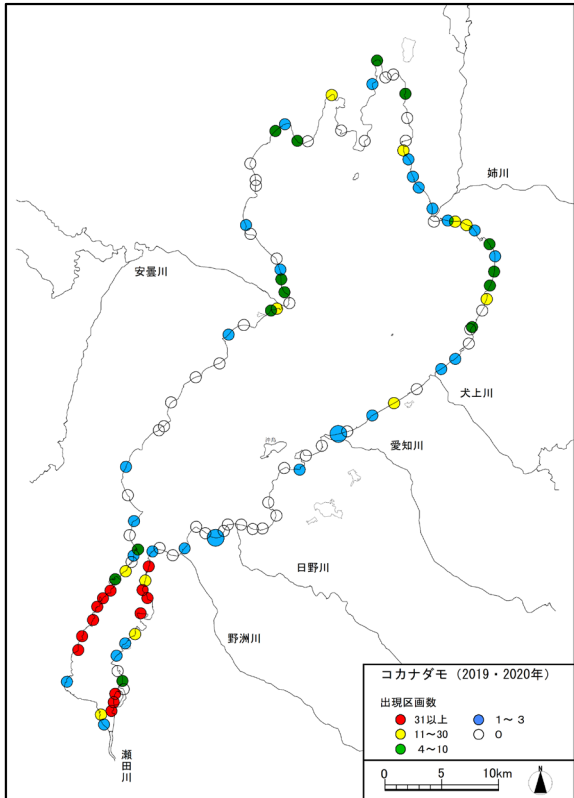 姉川
安曇川
犬上川
愛知川
日野川
野洲川
瀬田川
コカナダモ（2019・2020年）
出現区画数
31以上
1～3
11～30
0
4～10
N
0 5 10km